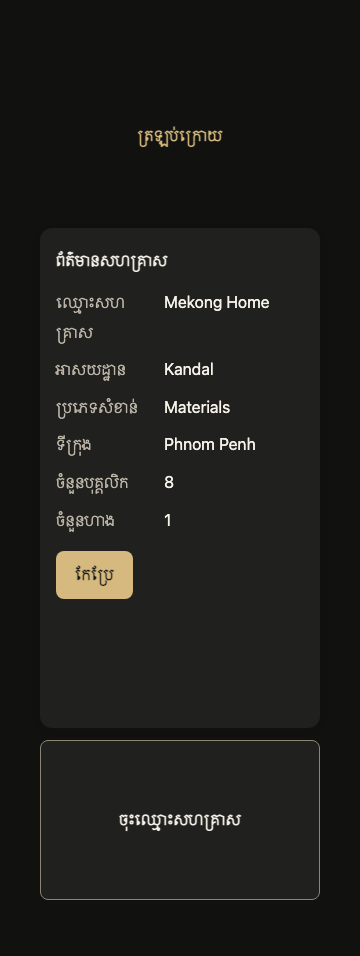 ត្រឡប់ក្រោយ
ព័ត៌មានសហគ្រាស
ឈ្មោះសហ Mekong Home
គ្រាស
អាសយដ្ឋាន Kandal
ប្រភេទសំខាន់ Materials
ទីក្រុង Phnom Penh
ចំនួនបុគ្គលិក 8
ចំនួនហាង 1
កែប្រែ
ចុះឈ្មោះសហគ្រាស